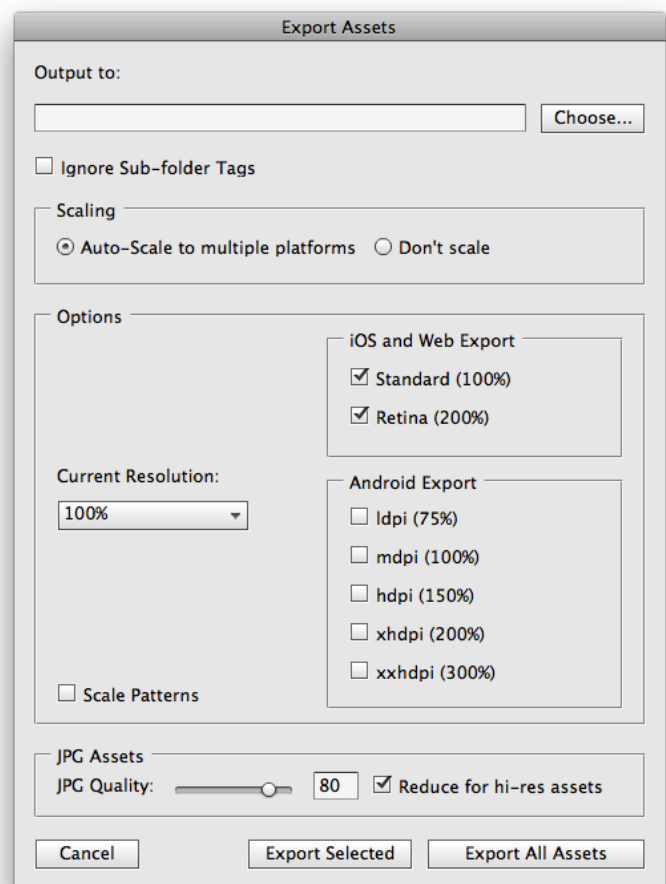 Export Assets
Output to:
Choose...
Ignore Sub-folder Tags
Scaling
Auto-Scale to multiple platforms
Don't scale
Options
iOS and Web Export
Standard (100%)
Retina (200%)
Current Resolution:
100%
Android Export
ldpi (75%)
mdpi (100%)
hdpi (150%)
xhdpi (200%)
xxhdpi (300%)
Scale Patterns
JPG Assets
JPG Quality:
80
Reduce for hi-res assets
Cancel
Export Selected
Export All Assets